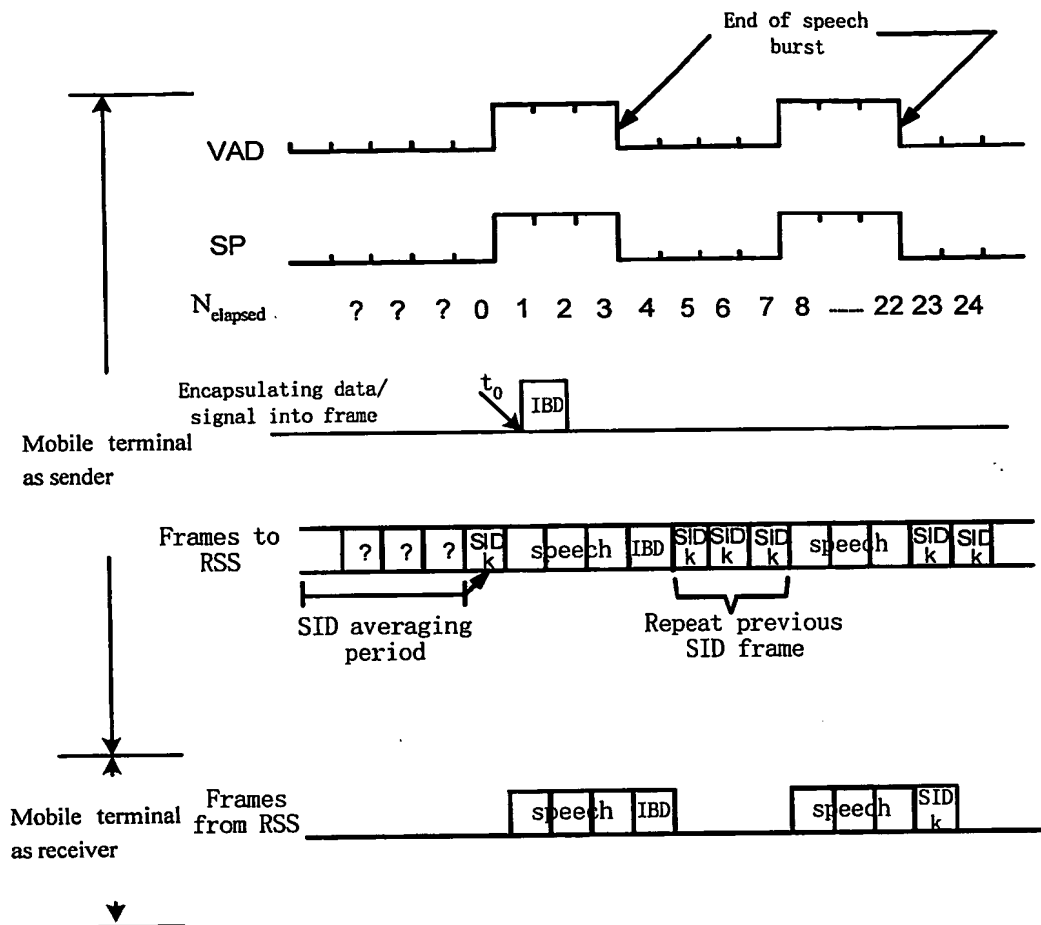 End of speech
burst
VAD
SP
N elapsed ? ? ? 0 1 2 3 4 5 6 7 8 ---- 22 23 24
Encapsulating data/
signal into frame
t0
IBD
Mobile terminal
as sender
Frames to
RSS
? ? ? SID k speech IBD SID k SID k SID k speech SID k SID k
SID averaging
period
Repeat previous
SID frame
Mobile terminal
as receiver
Frames
from RSS
speech IBD speech SID k